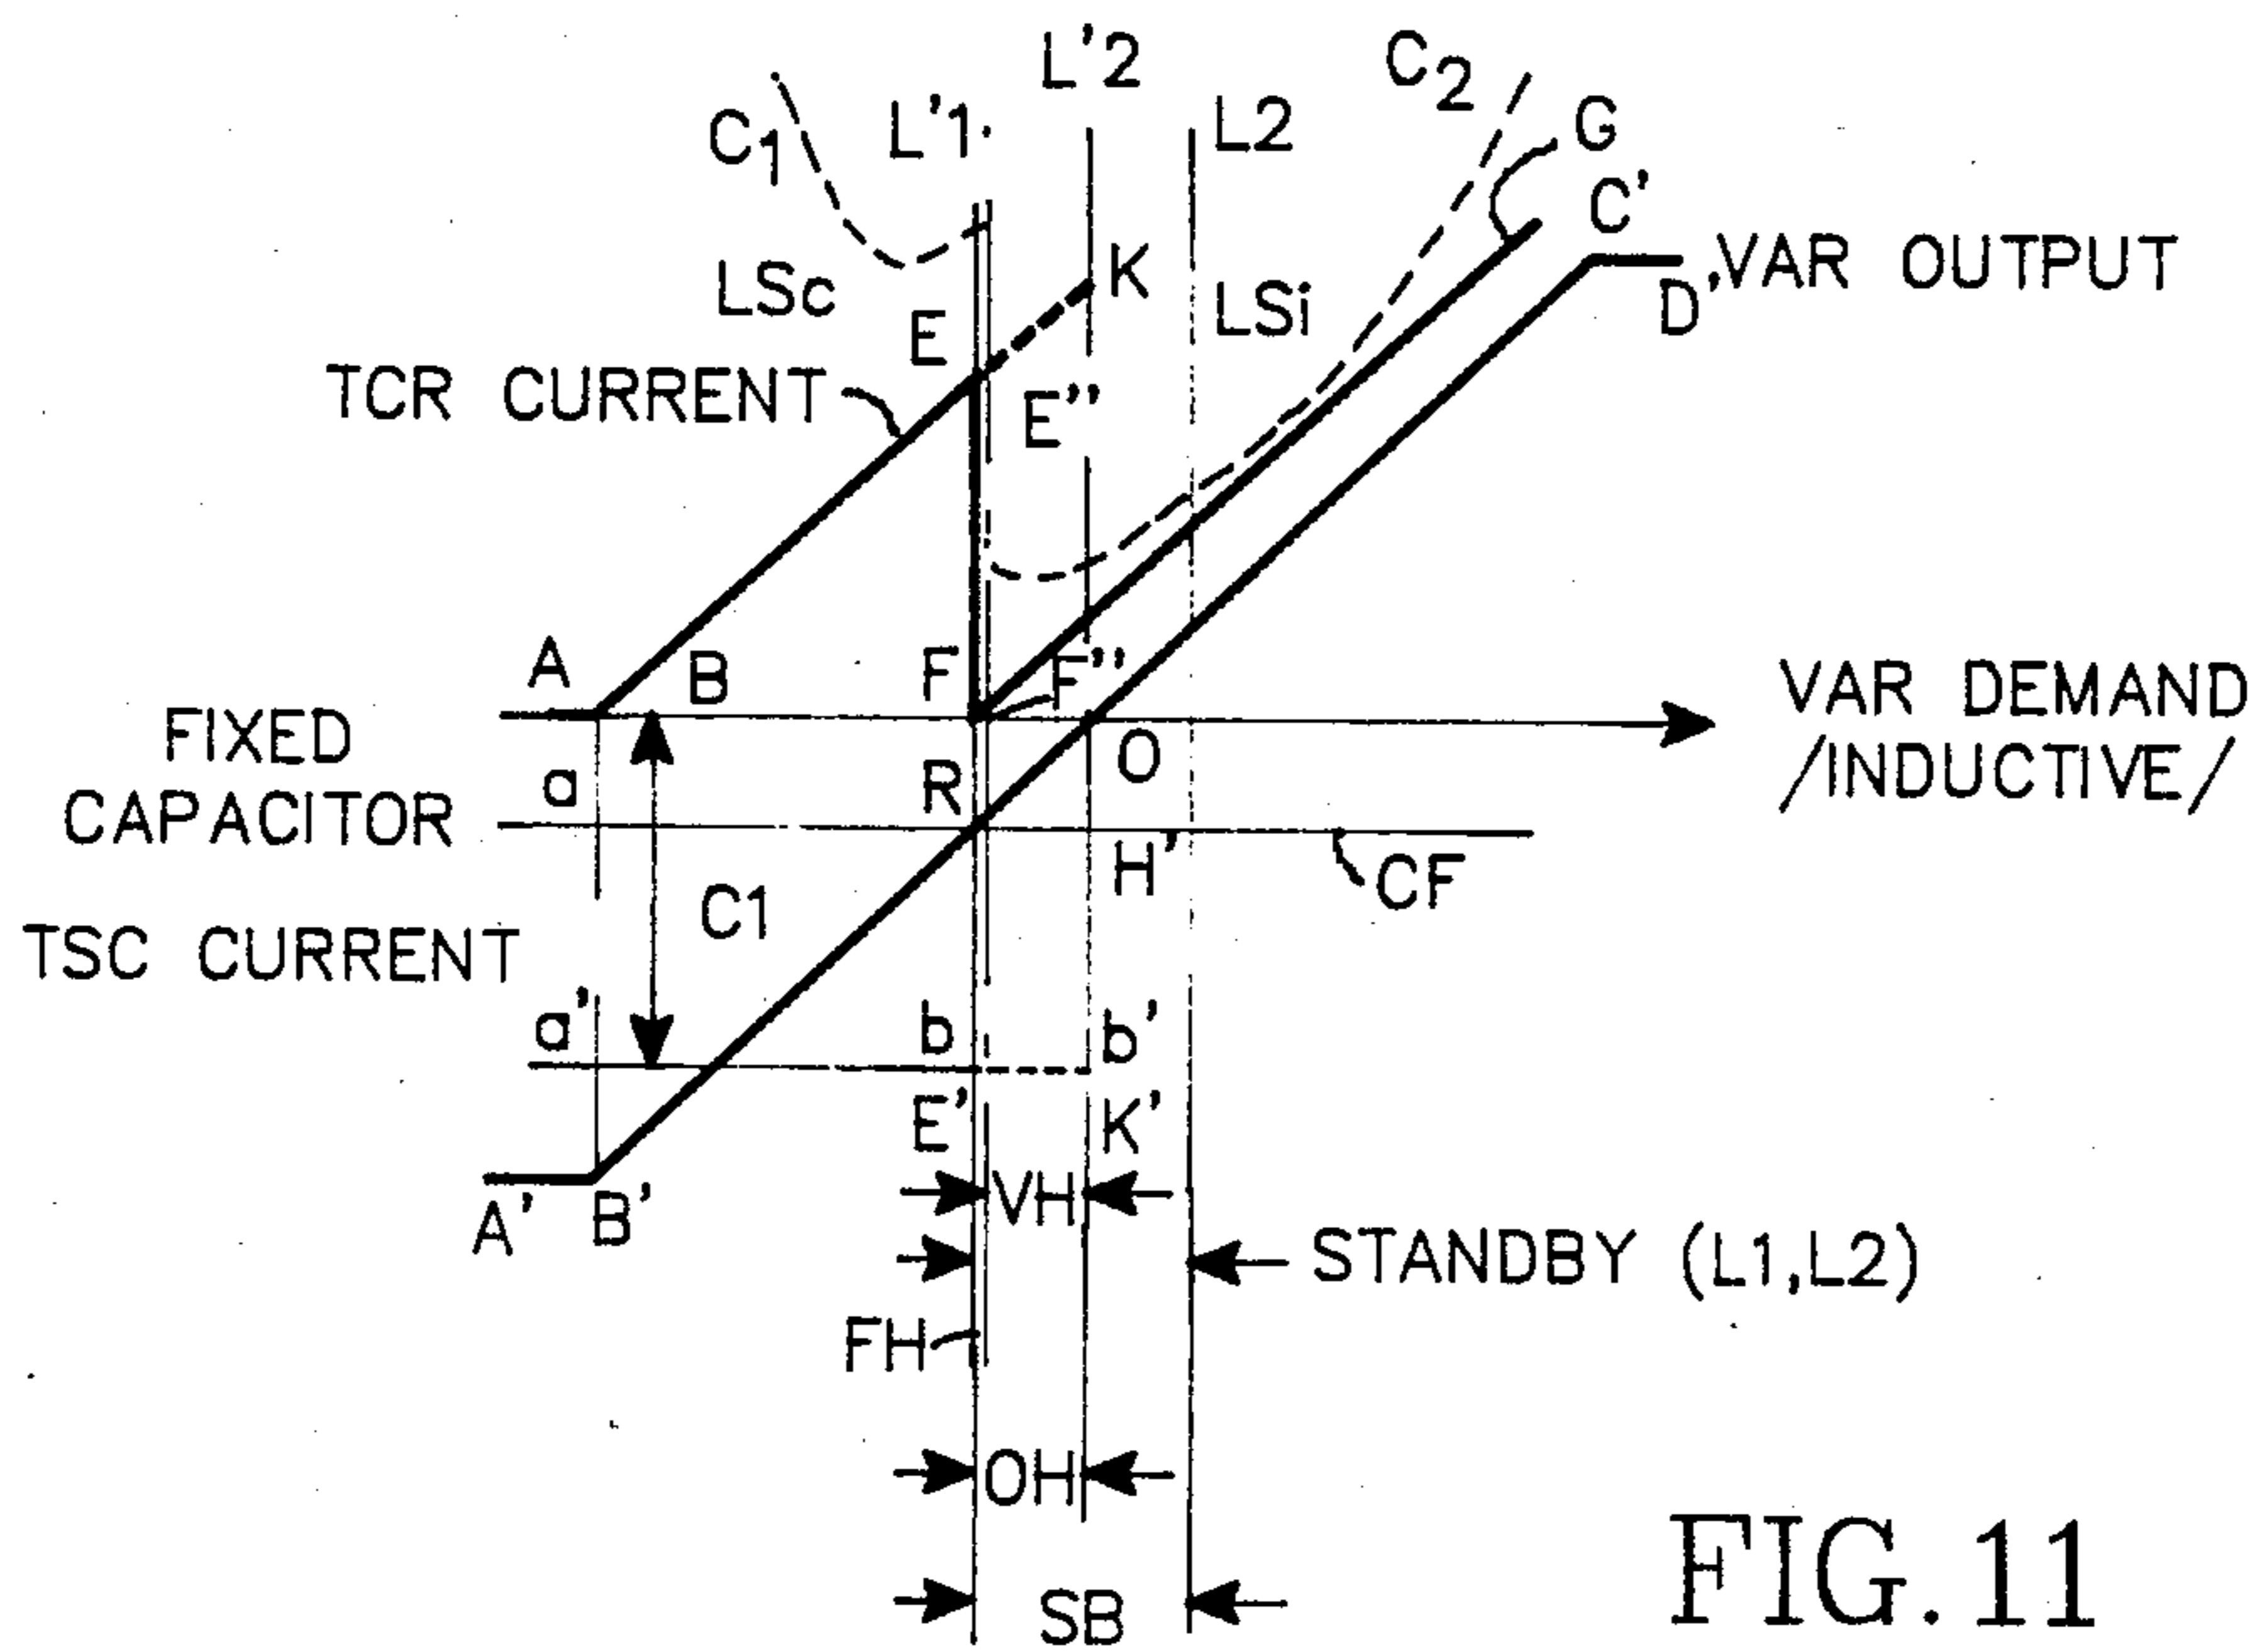 L'2
C2
C1
L'1
L2
G
C'
LSc
K
LSi
D'
VAR OUTPUT
E
TCR CURRENT
E''
A
B
F
F''
VAR DEMAND
/INDUCTIVE/
FIXED
CAPACITOR
a
R
O
H'
CF
C1
TSC CURRENT
a'
b
b'
E'
K'
VH
A'
B'
STANDBY (L1,L2)
FH
OH
SB
FIG.11